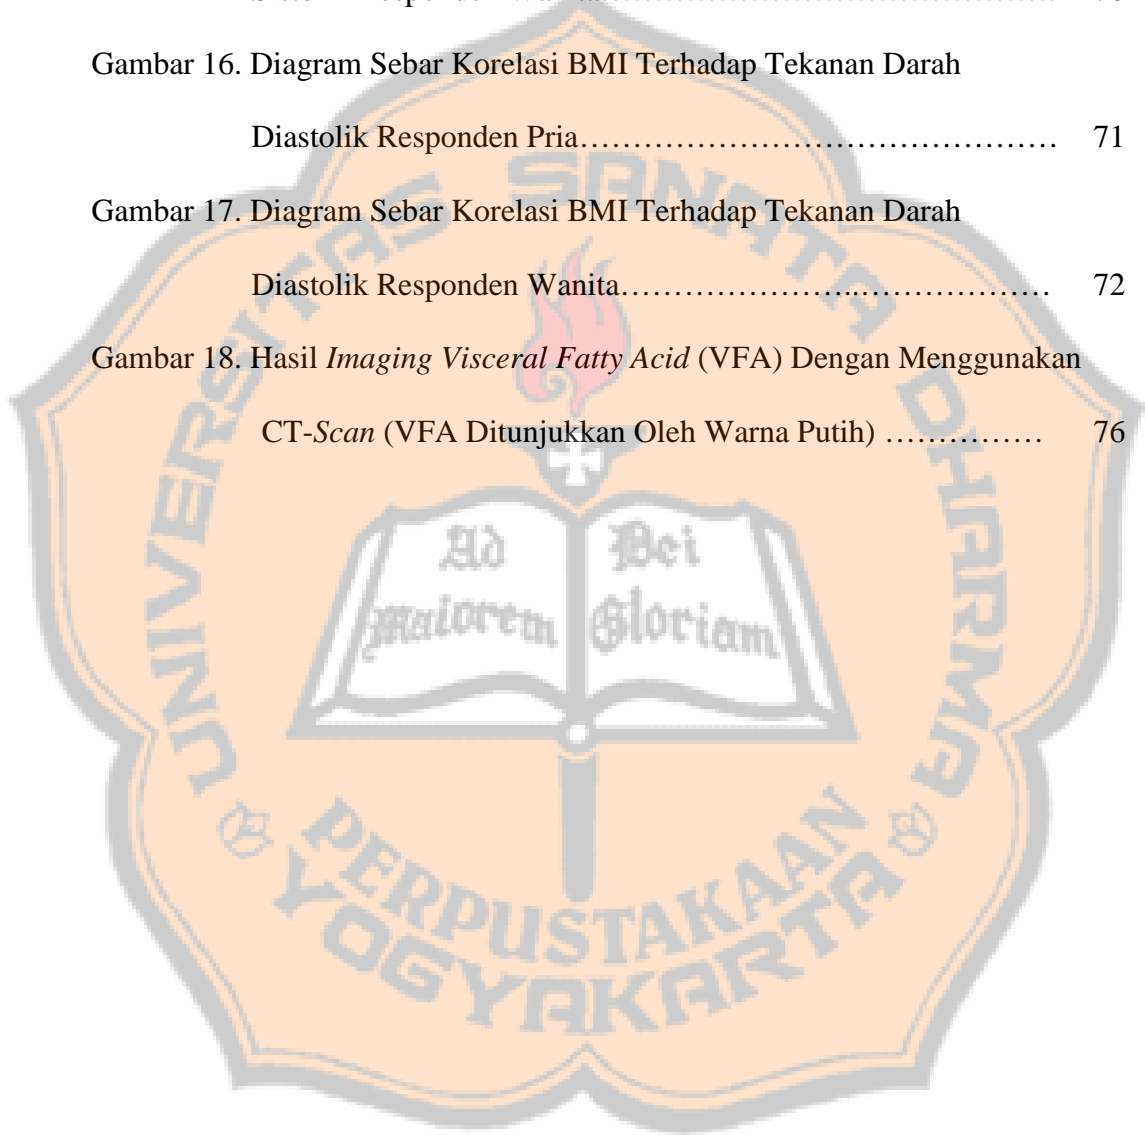 Gambar 16. Diagram Sebar Korelasi BMI Terhadap Tekanan Darah
Diastolik Responden Pria………………………………………  71
Gambar 17. Diagram Sebar Korelasi BMI Terhadap Tekanan Darah
Diastolik Responden Wanita…………………………………  72
Gambar 18. Hasil Imaging Visceral Fatty Acid (VFA) Dengan Menggunakan
CT-Scan (VFA Ditunjukkan Oleh Warna Putih) ……………  76
UNIVERSITAS SANATA DHARMA
Ad Dei
Maiorem Gloriam
PERPUSTAKAAN
YOGYAKARTA